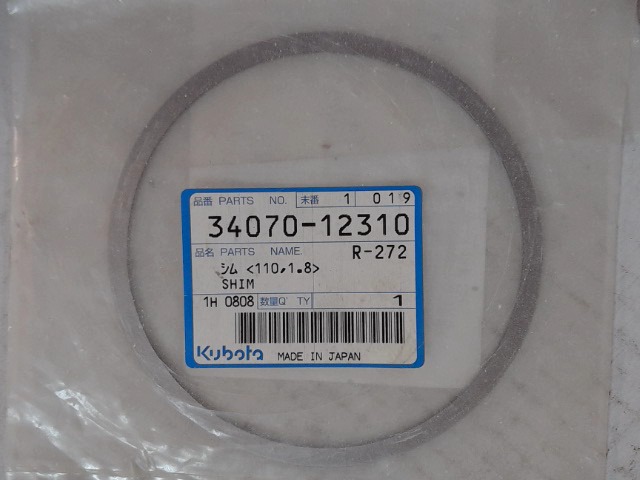 品番 PARTS NO. 末番 1 019
34070-12310
品名 PARTS NAME R-272
シム <110,1.8>
SHIM
1H 0808 数量Q'TY 1
Kubota MADE IN JAPAN